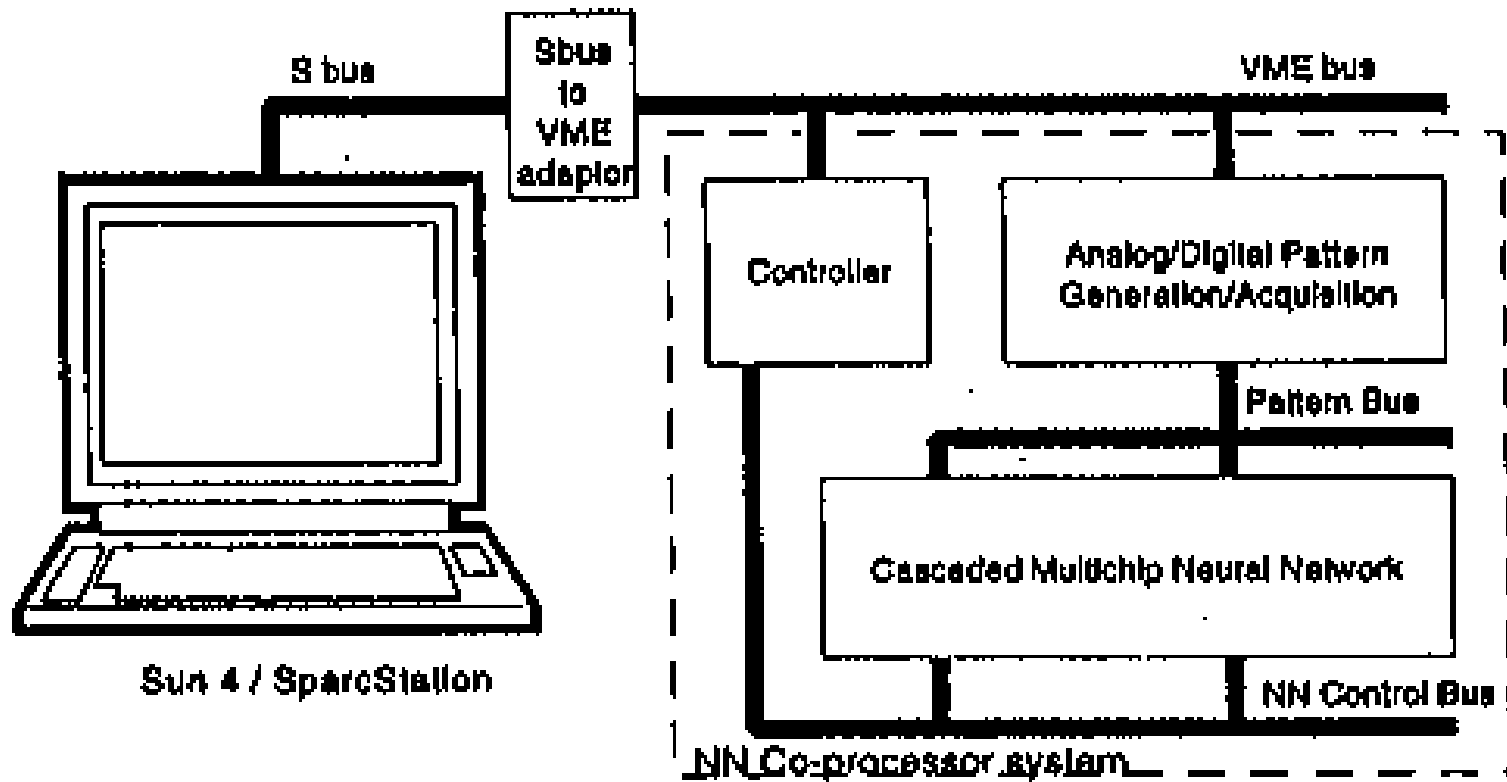 S bus
Sbus
to
VME
adaptor
VME bus
Controller
Analog/Digital Pattern
Generation/Acquisition
Pattern Bus
Cascaded Multichip Neural Network
Sun 4 / SparcStation
NN Control Bus
NN Co-processor system